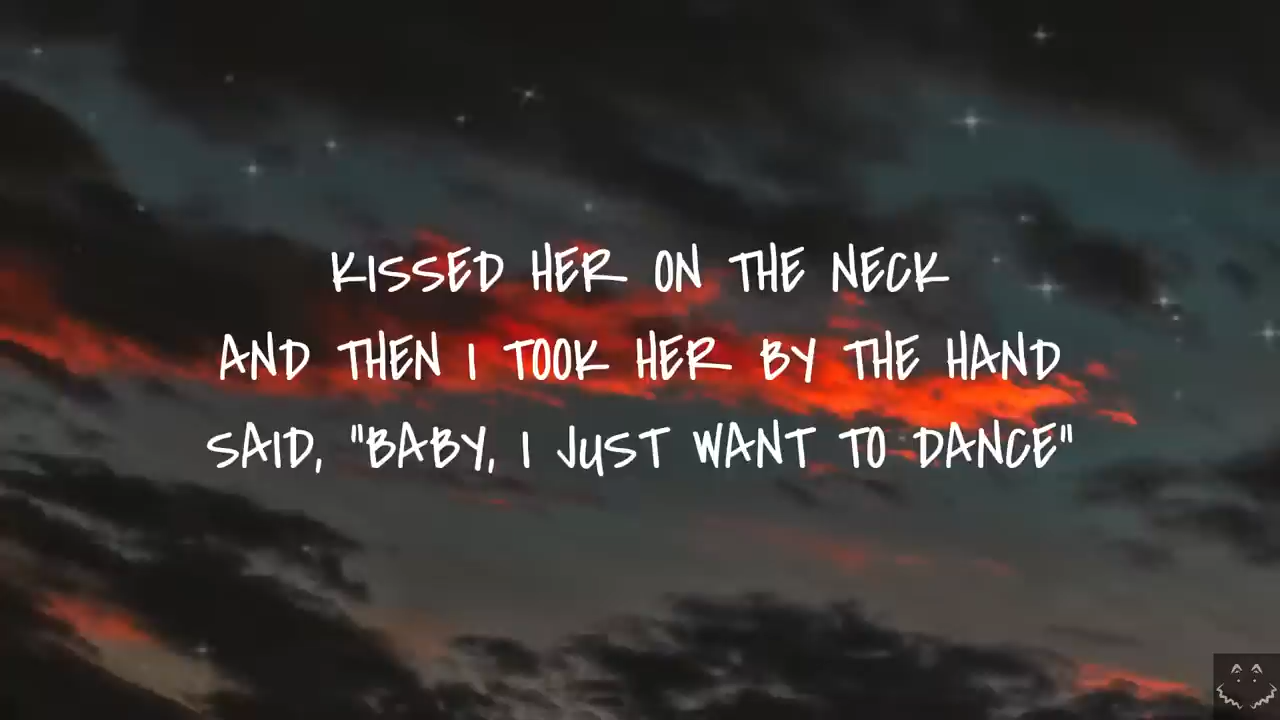 KISSED HER ON THE NECK
AND THEN I TOOK HER BY THE HAND
SAID, "BABY, I JUST WANT TO DANCE"